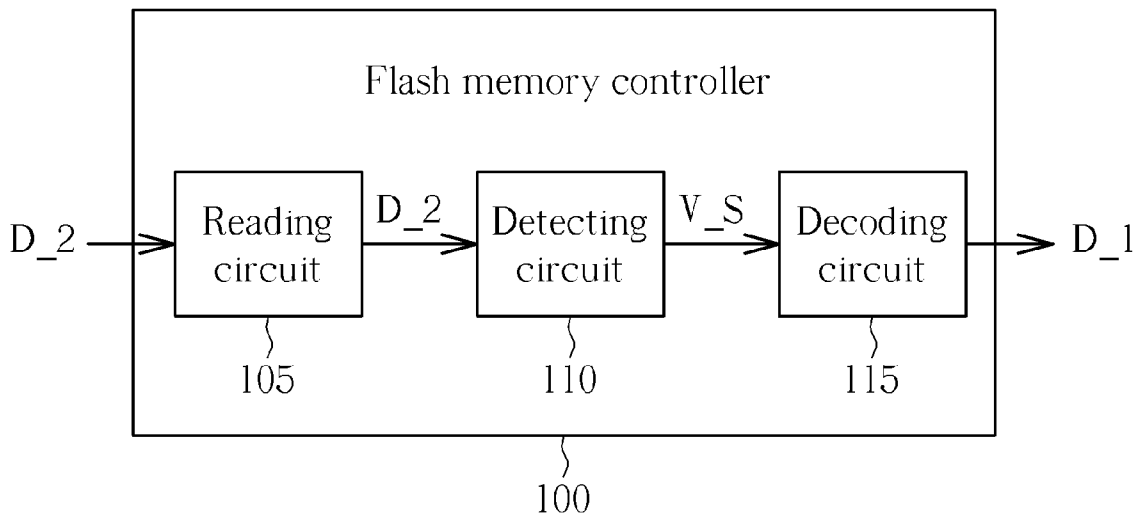 Flash memory controller
D_2
Reading
circuit
D_2
Detecting
circuit
V_S
Decoding
circuit
D_1
105
110
115
100